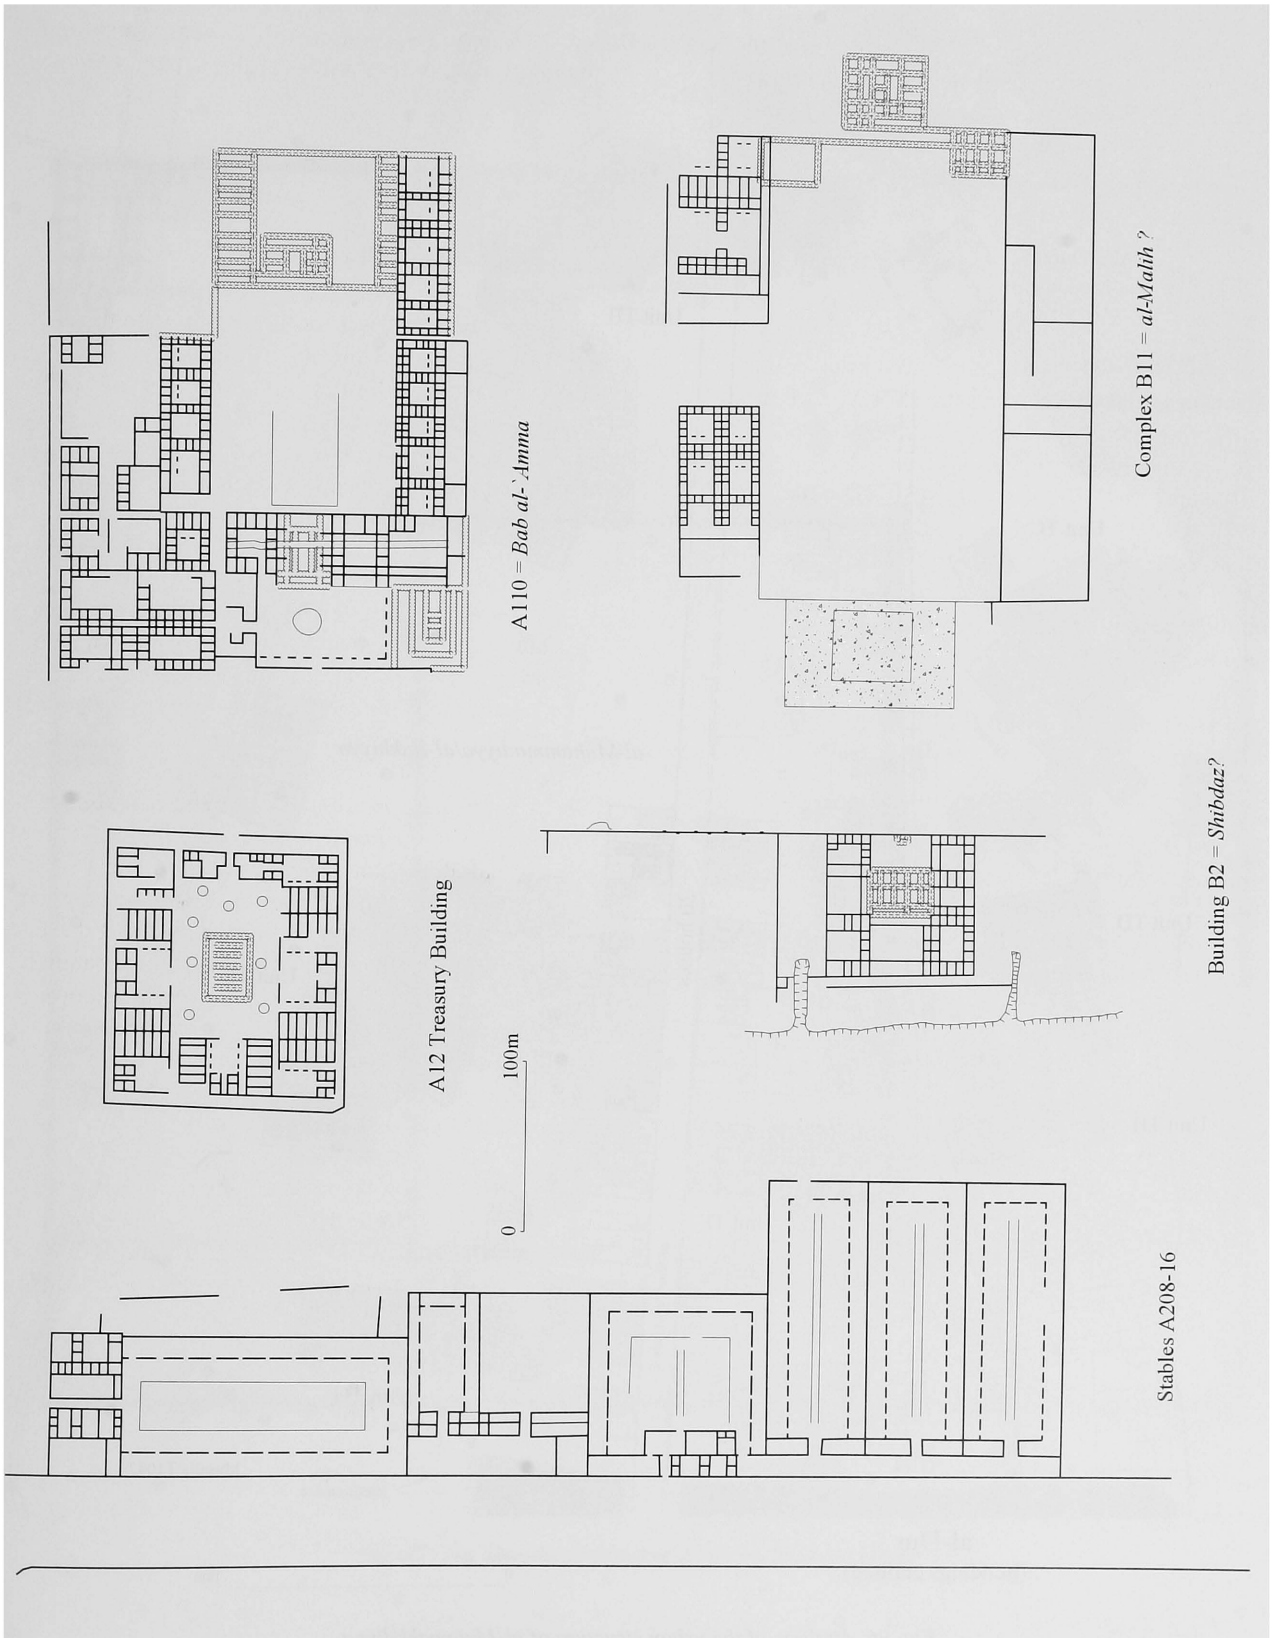 A110 = Bab al-`Amma
Complex B11 = al-Malih ?
A12 Treasury Building
Building B2 = Shibdaz?
0 100m
Stables A208-16